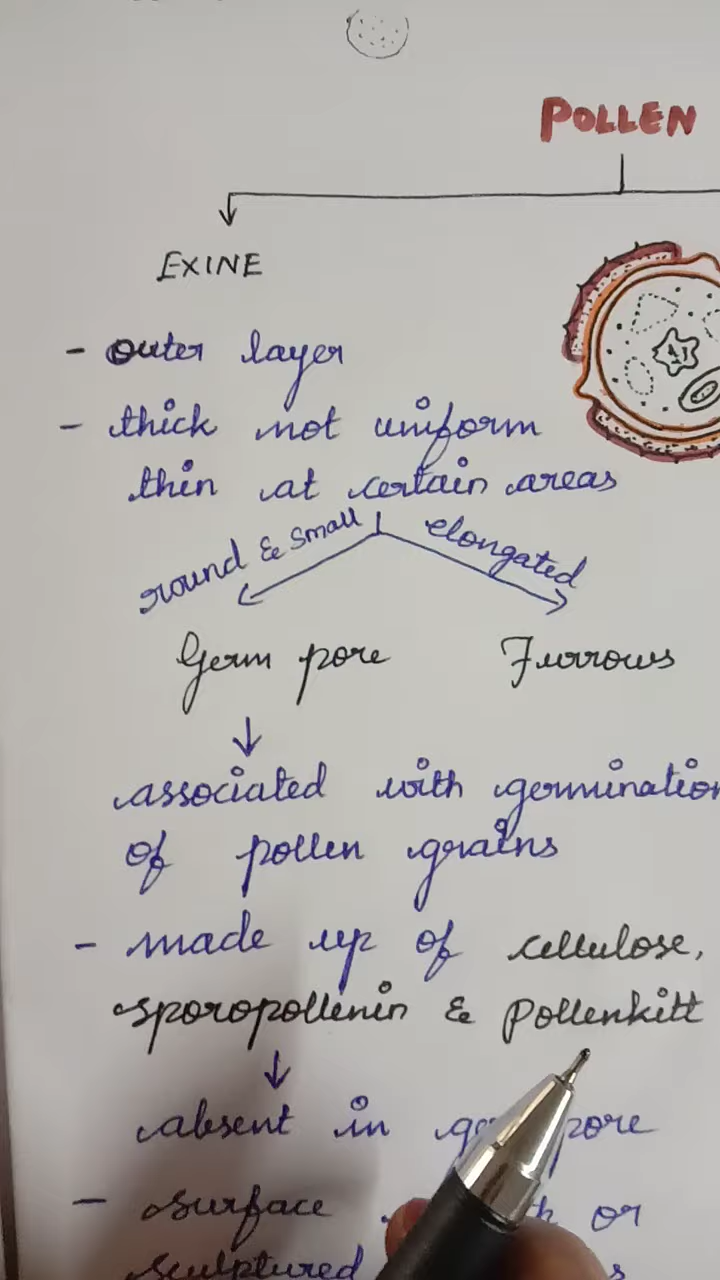 POLLEN
EXINE
- outer layer
- thick not uniform
thin at certain areas
round & small
elongated
Germ pore
Furrows
associated with germination
of pollen grains
- made up of cellulose,
sporopollenin & Pollenkitt
absent in pore
- surface or
sculptured